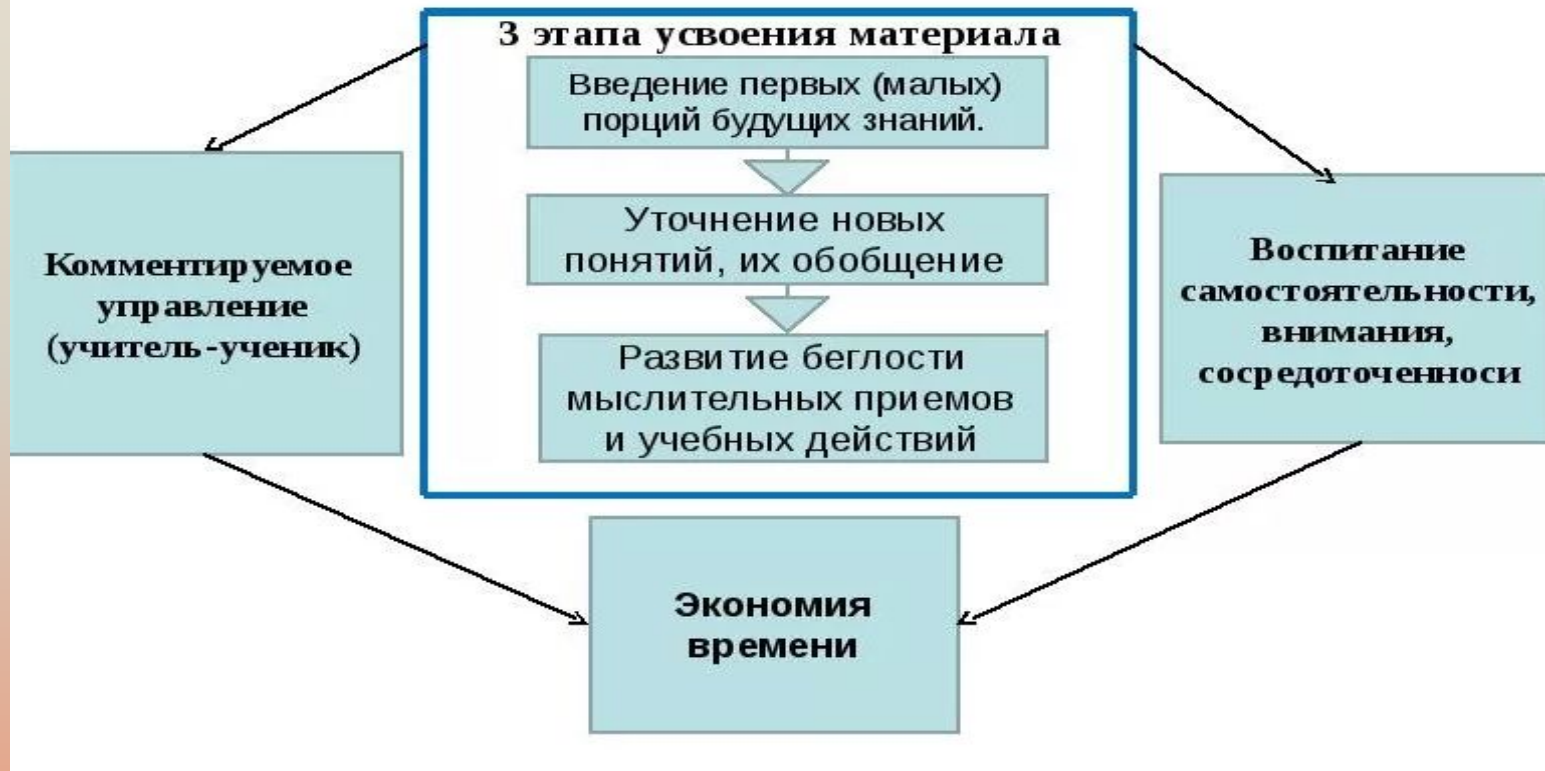 3 этапа усвоения материала
Введение первых (малых)
порций будущих знаний.
Уточнение новых
понятий, их обобщение
Развитие беглости
мыслительных приемов
и учебных действий
Комментируемое
управление
(учитель-ученик)
Воспитание
самостоятельности,
внимания,
сосредоточенноси
Экономия
времени